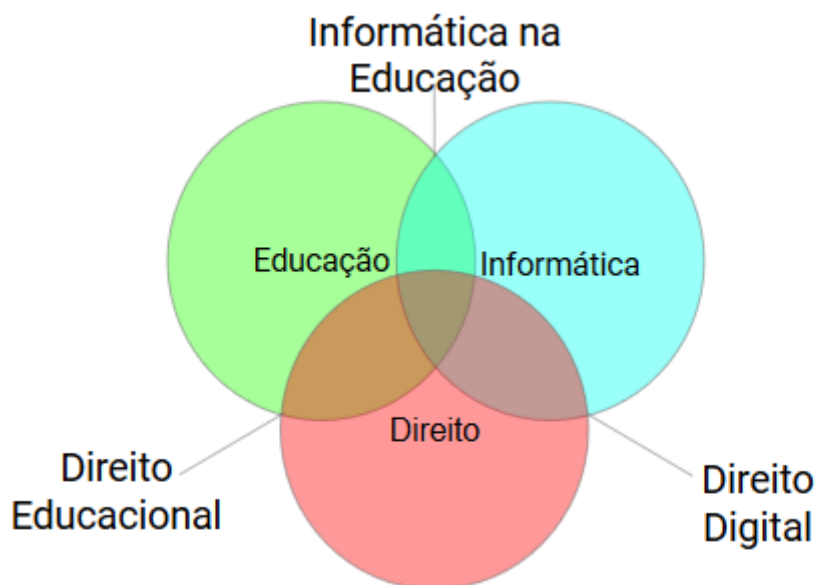 Informática na
Educação
Educação
Informática
Direito
Direito
Educacional
Direito
Digital